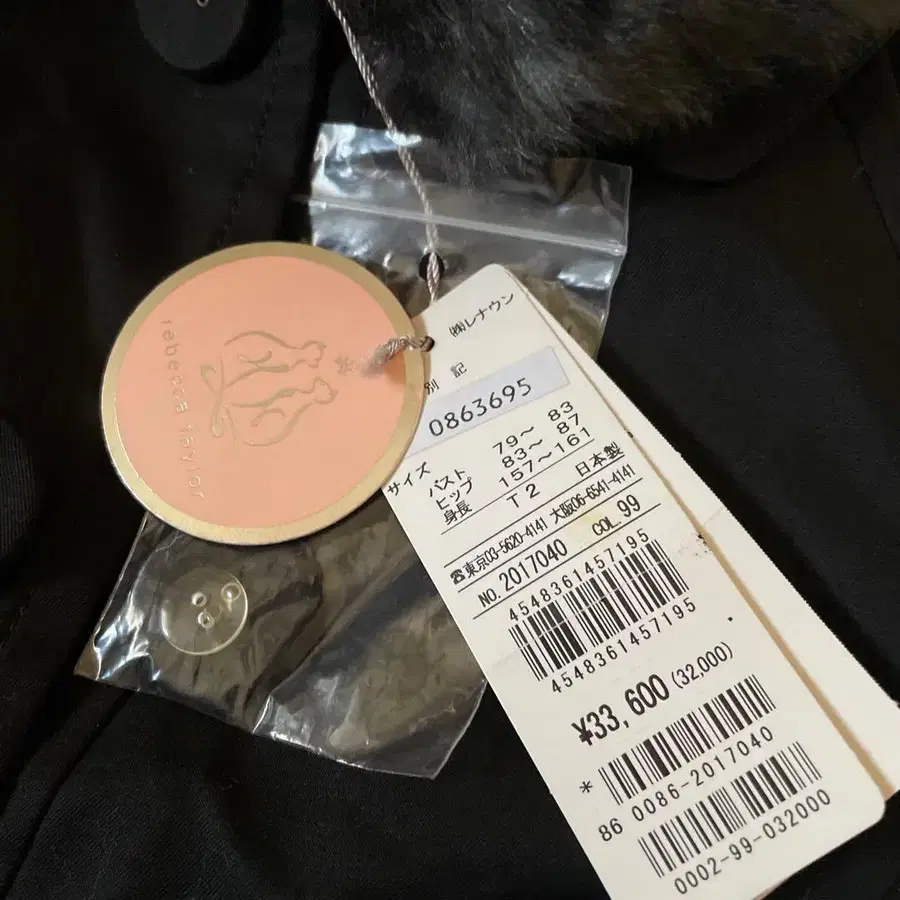 rebecca taylor
㈱レナウン
別記
0863695
サイズ
バスト 79～83
ヒップ 83～87
身長 157～161
T2 日本製
☎東京03-5620-4141 大阪06-6541-4141
NO. 2017040 COL. 99
4548361457195
4548361457195
¥33,600 (32,000)
*
86 0086-2017040
0002-99-032000